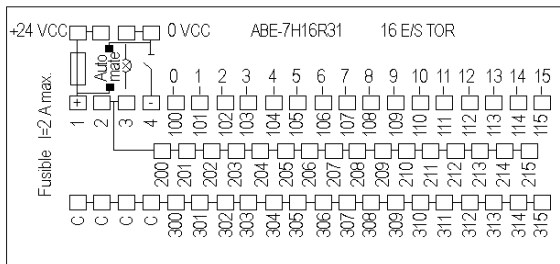 +24 VCC 0 VCC ABE-7H16R31 16 E/S TOR
Fusible I=2 A max.
Auto
mate
0 1 2 3 4 5 6 7 8 9 10 11 12 13 14 15
+ -
1 2 3 4 100 101 102 103 104 105 106 107 108 109 110 111 112 113 114 115
200 201 202 203 204 205 206 207 208 209 210 211 212 213 214 215
C C C C 300 301 302 303 304 305 306 307 308 309 310 311 312 313 314 315